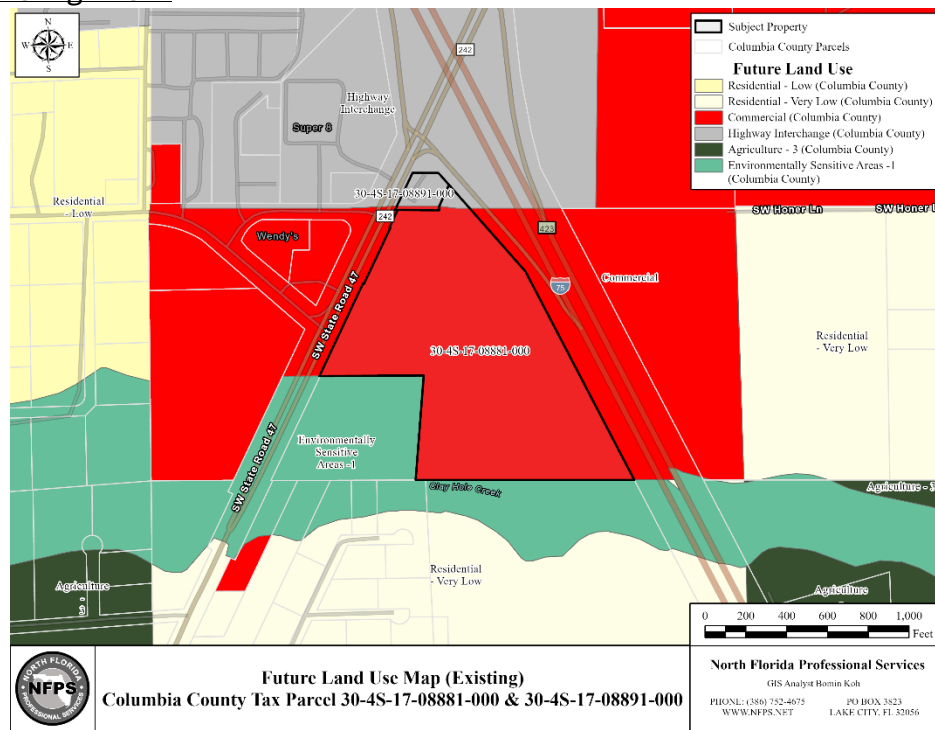 N
W E
S
Subject Property
Columbia County Parcels
Future Land Use
Residential - Low (Columbia County)
Residential - Very Low (Columbia County)
Commercial (Columbia County)
Highway Interchange (Columbia County)
Agriculture - 3 (Columbia County)
Environmentally Sensitive Areas -1
(Columbia County)
242
Highway
Interchange
Super 8
30-4S-17-08891-000
Residential
- Low
242
SW Honer Ln
SW Honer L
Wendy's
423
Commercial
75
SW State Road 47
30-4S-17-08881-000
Residential
- Very Low
Environmentally
Sensitive
Areas -1
SW State Road 47
Clay Hole Creek
Agriculture - 3
Residential
- Very Low
Agriculture
- 3
Agriculture
0 200 400 600 800 1,000
Feet
NORTH FLORIDA
NFPS
PROFESSIONAL SERVICES
Future Land Use Map (Existing)
Columbia County Tax Parcel 30-4S-17-08881-000 & 30-4S-17-08891-000
North Florida Professional Services
GIS Analyst Bomin Koh
PHONE: (386) 752-4675 PO BOX 3823
WWW.NFPS.NET LAKE CITY, FL 32056